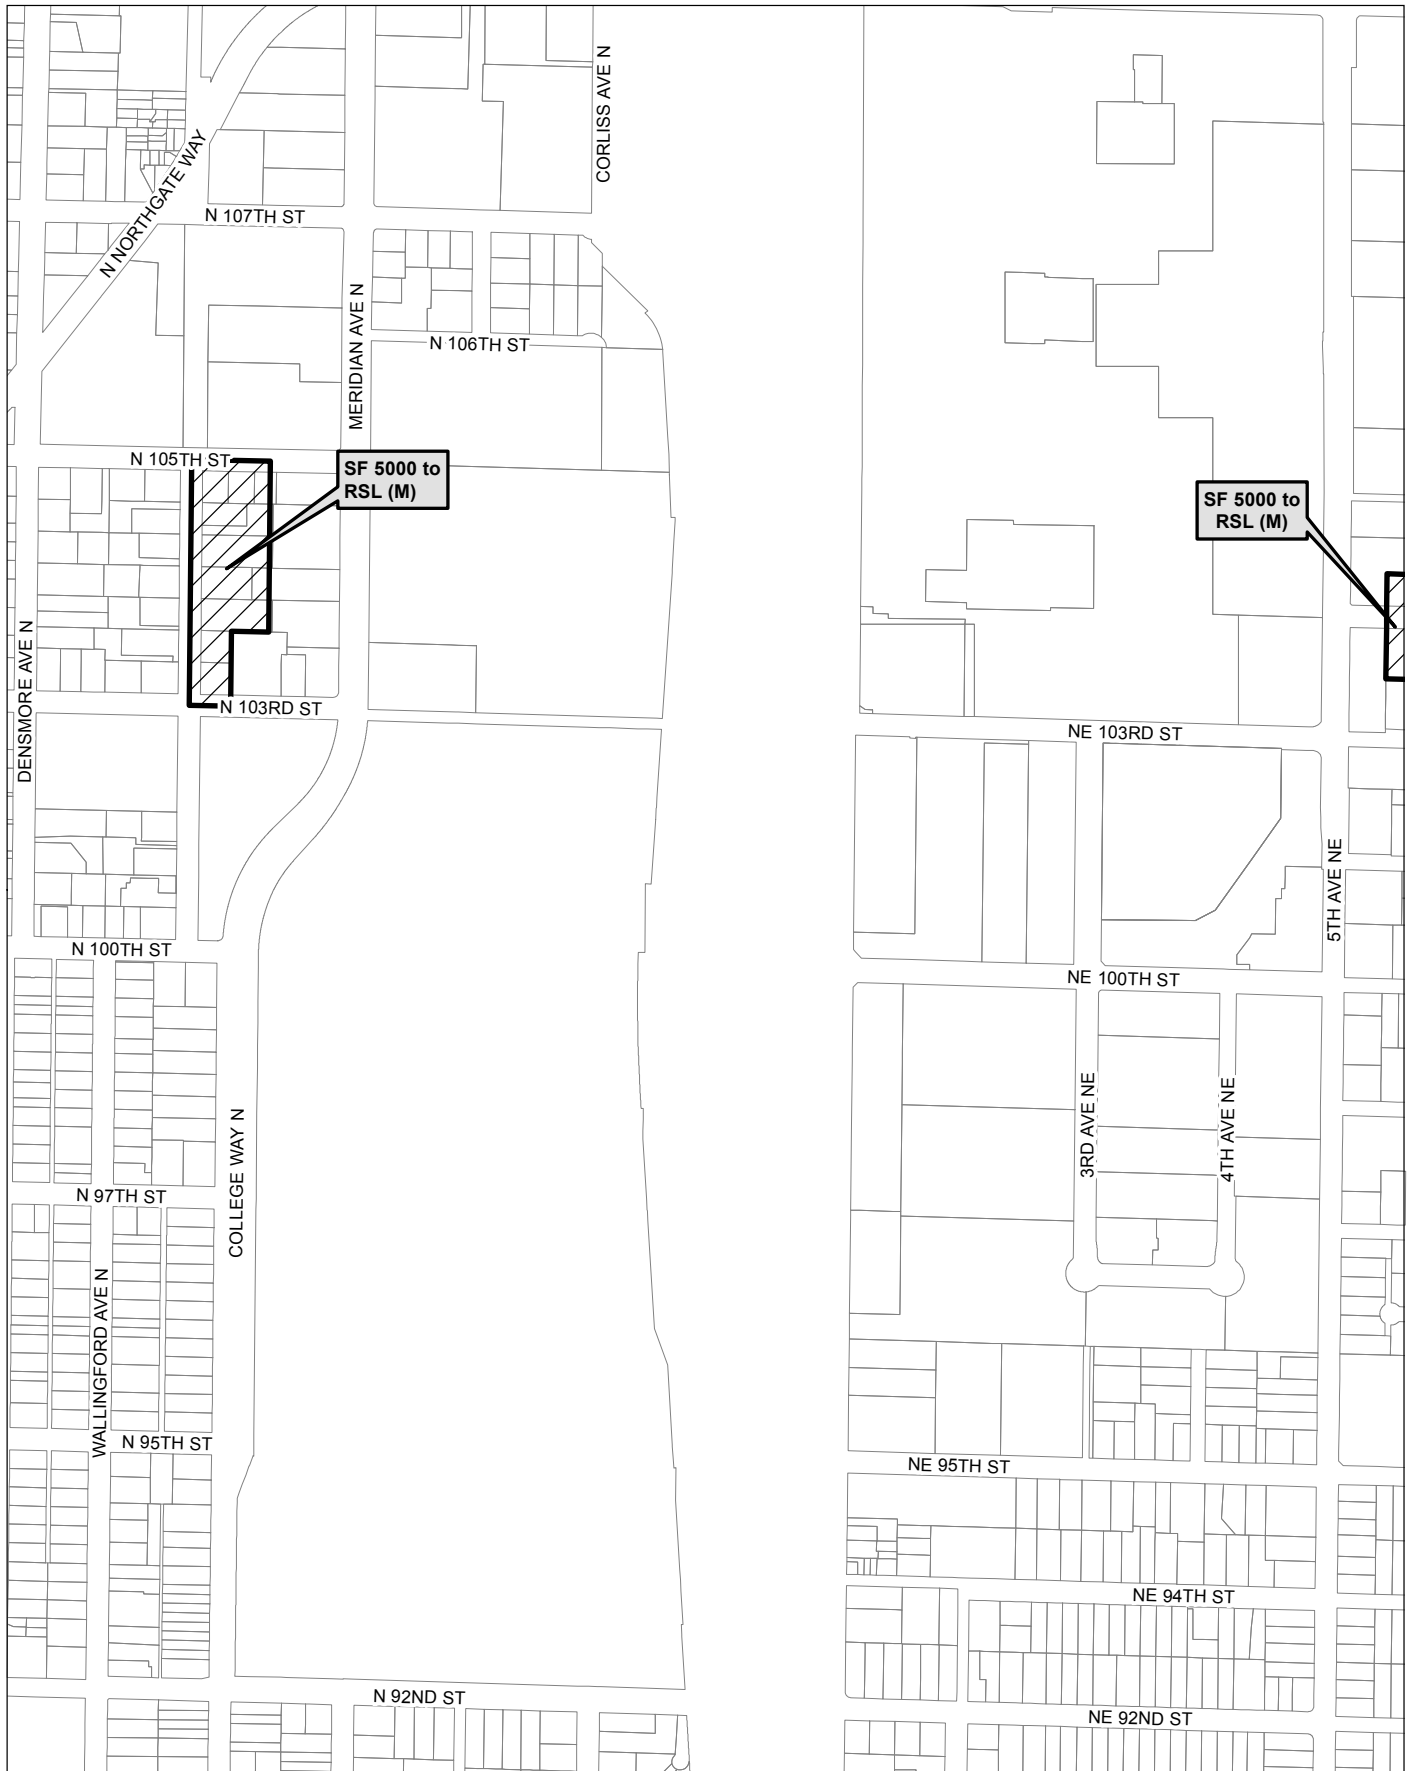 CORLISS AVE N
N NORTHGATE WAY
N 107TH ST
MERIDIAN AVE N
N 106TH ST
N 105TH ST
SF 5000 to
RSL (M)
SF 5000 to
RSL (M)
DENSMORE AVE N
N 103RD ST
NE 103RD ST
5TH AVE NE
N 100TH ST
NE 100TH ST
3RD AVE NE
4TH AVE NE
COLLEGE WAY N
N 97TH ST
WALLINGFORD AVE N
N 95TH ST
NE 95TH ST
NE 94TH ST
N 92ND ST
NE 92ND ST